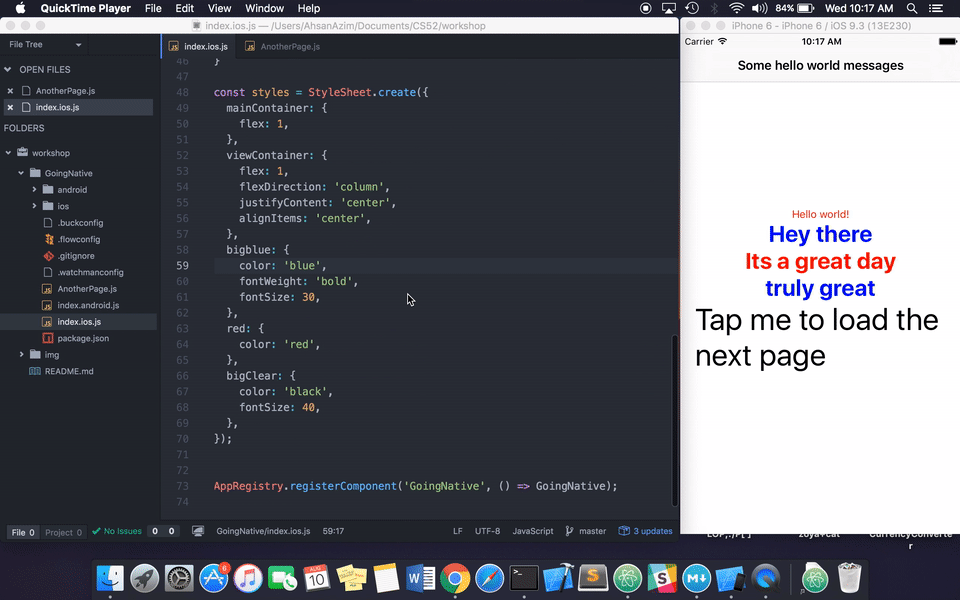 QuickTime Player File Edit View Window Help 84% Wed 10:17 AM
index.ios.js — /Users/AhsanAzim/Documents/CS52/workshop
File Tree
OPEN FILES
AnotherPage.js
index.ios.js
FOLDERS
workshop
GoingNative
android
ios
.buckconfig
.flowconfig
.gitignore
.watchmanconfig
AnotherPage.js
index.android.js
index.ios.js
package.json
img
README.md
File 0 Project 0 No Issues 0 0 GoingNative/index.ios.js 59:17 LF UTF-8 JavaScript master 3 updates
index.ios.js AnotherPage.js
46 }
47
48 const styles = StyleSheet.create({
49 mainContainer: {
50 flex: 1,
51 },
52 viewContainer: {
53 flex: 1,
54 flexDirection: 'column',
55 justifyContent: 'center',
56 alignItems: 'center',
57 },
58 bigblue: {
59 color: 'blue',
60 fontWeight: 'bold',
61 fontSize: 30,
62 },
63 red: {
64 color: 'red',
65 },
66 bigClear: {
67 color: 'black',
68 fontSize: 40,
69 },
70 });
71
72
73 AppRegistry.registerComponent('GoingNative', () => GoingNative);
74
iPhone 6 - iPhone 6 / iOS 9.3 (13E230)
Carrier 10:17 AM
Some hello world messages
Hello world!
Hey there
Its a great day
truly great
Tap me to load the
next page
zoya+cat
CurrencyConverte
r
6
AUG
10